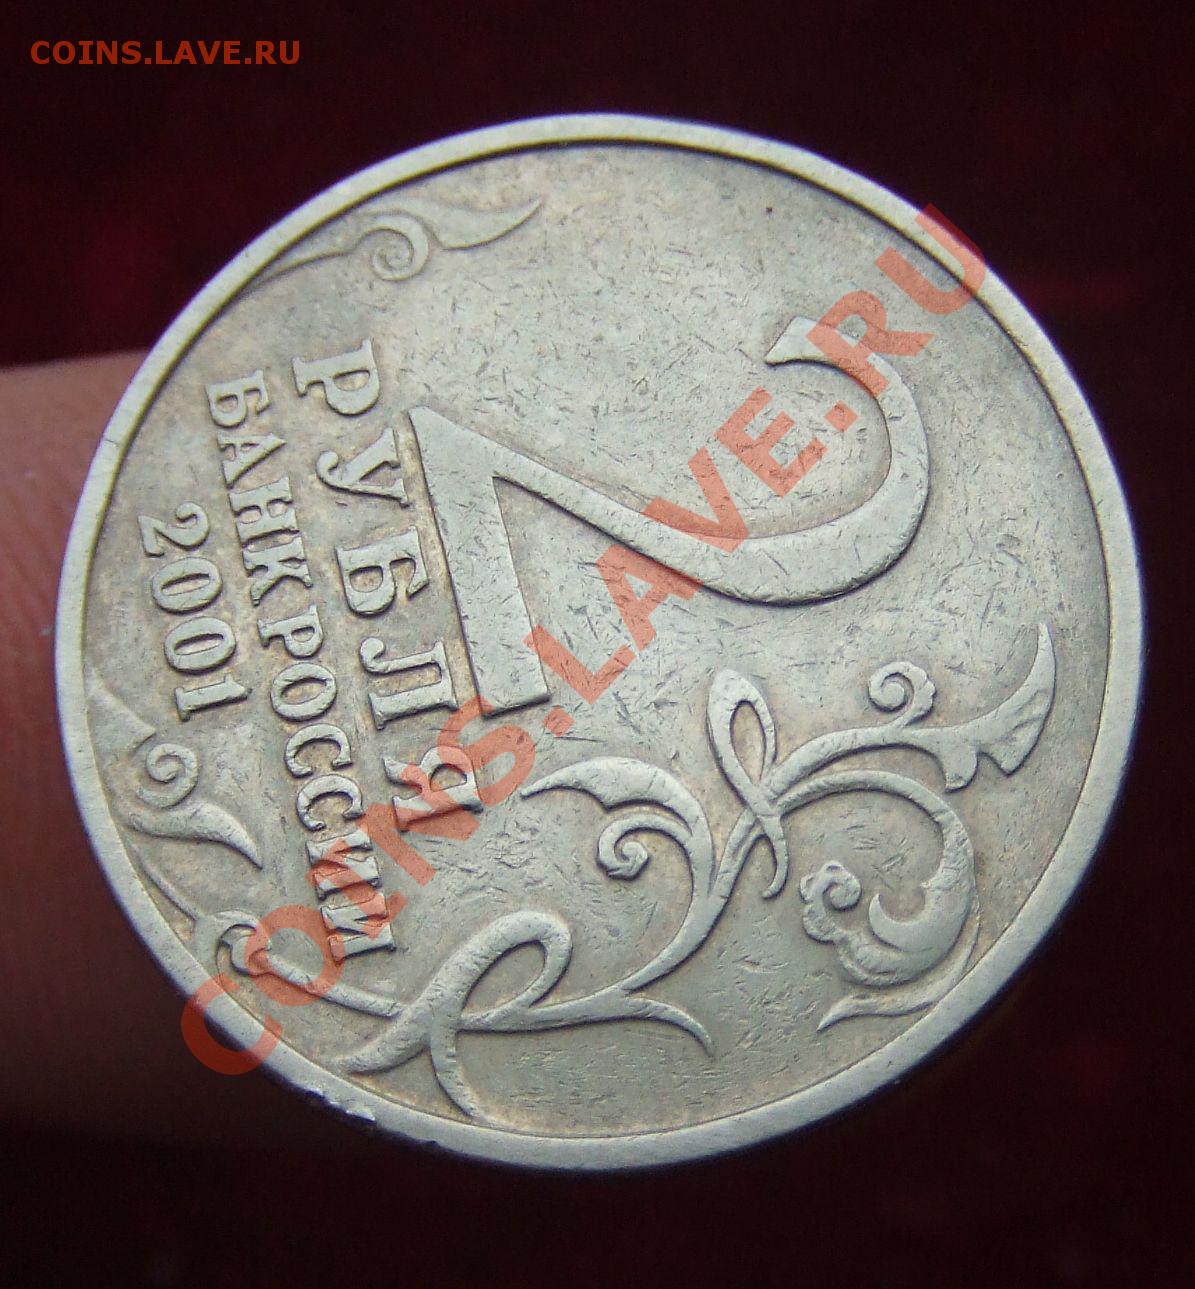 COINS.LAVE.RU
2
РУБЛЯ
БАНК РОССИИ
2001
COINS.LAVE.RU